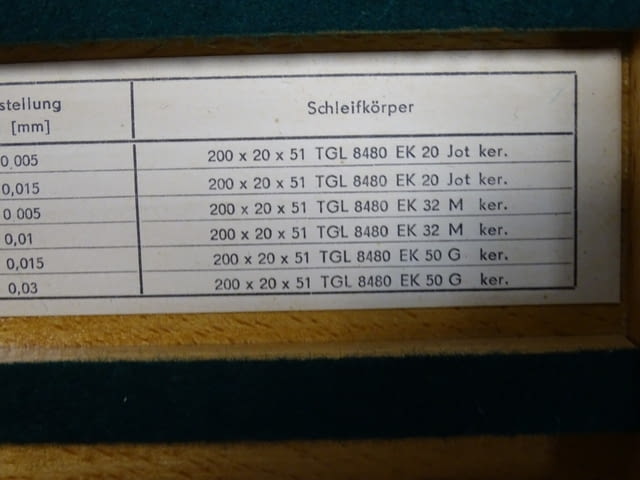 stellung Schleifkörper
[mm]
0,005 200 x 20 x 51 TGL 8480 EK 20 Jot ker.
0,015 200 x 20 x 51 TGL 8480 EK 20 Jot ker.
0 005 200 x 20 x 51 TGL 8480 EK 32 M ker.
0,01 200 x 20 x 51 TGL 8480 EK 32 M ker.
0,015 200 x 20 x 51 TGL 8480 EK 50 G ker.
0,03 200 x 20 x 51 TGL 8480 EK 50 G ker.